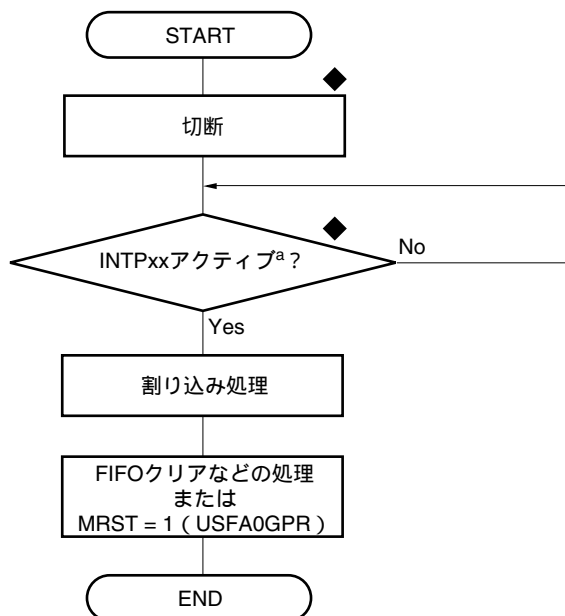 START
切断
INTPxxアクティブa？
No
Yes
割り込み処理
FIFOクリアなどの処理
または
MRST = 1（USFA0GPR）
END